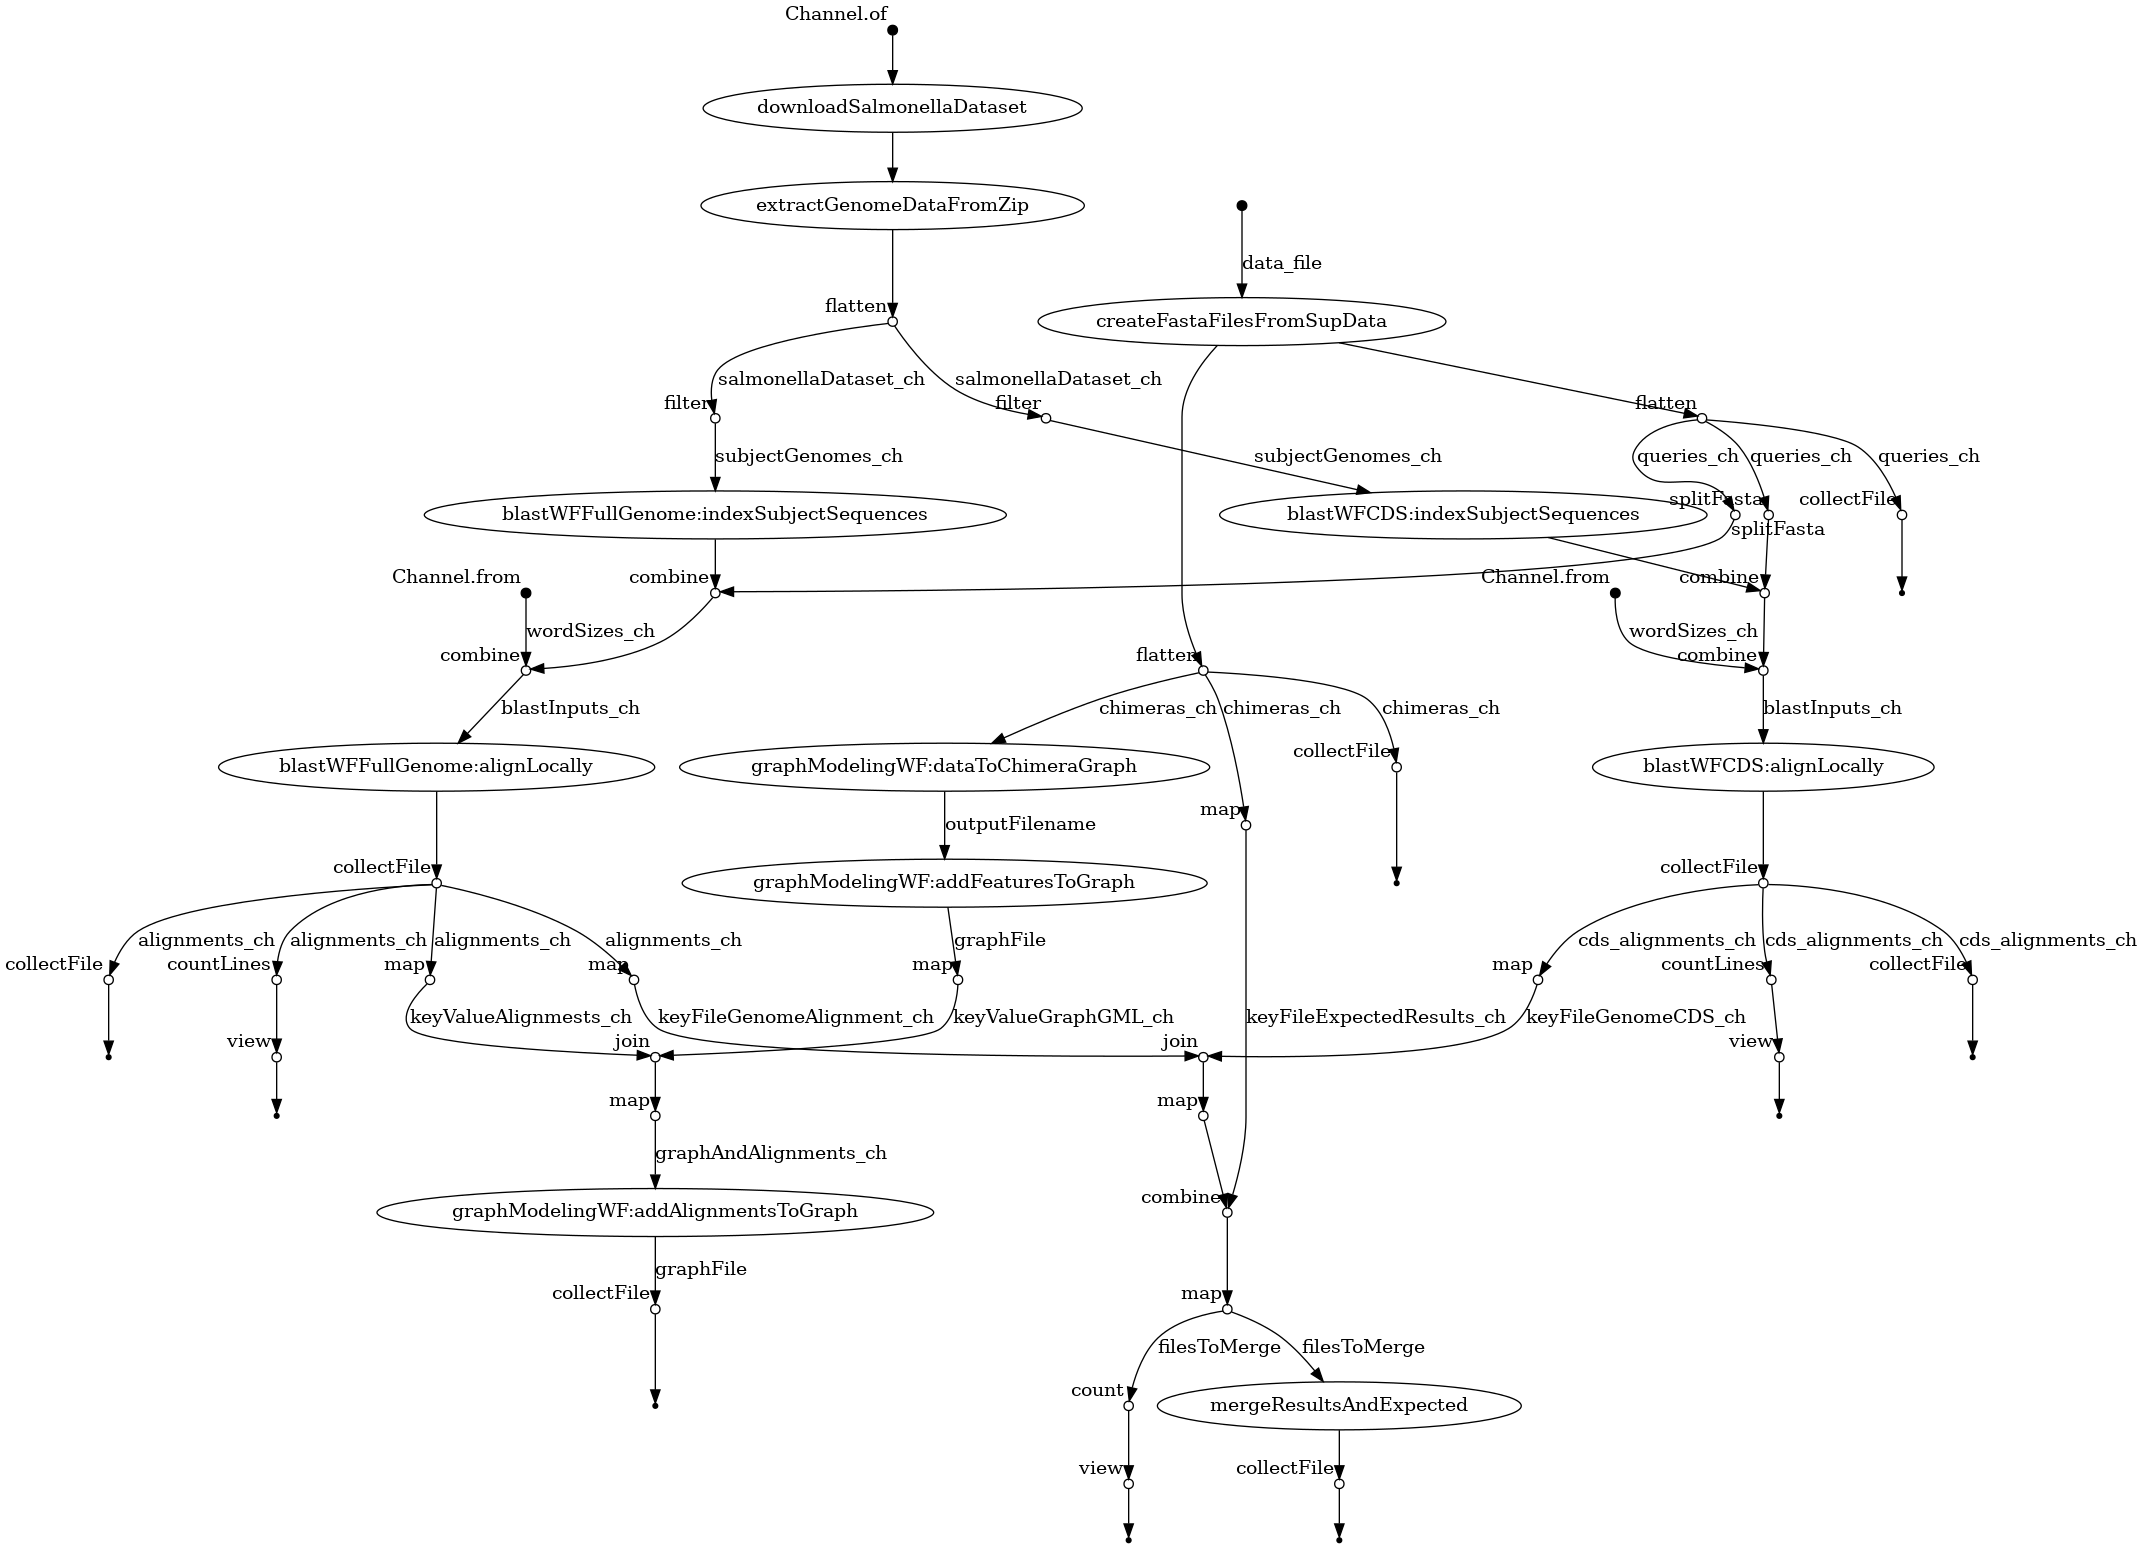 Channel.of
downloadSalmonellaDataset
extractGenomeDataFromZip
data_file
flatten
createFastaFilesFromSupData
salmonellaDataset_ch
salmonellaDataset_ch
filter
filter
flatten
subjectGenomes_ch
subjectGenomes_ch
queries_ch
queries_ch
queries_ch
blastWFFullGenome:indexSubjectSequences
blastWFCDS:indexSubjectSequences
splitFasta
splitFasta
collectFile
Channel.from
combine
Channel.from
combine
wordSizes_ch
wordSizes_ch
combine
flatten
combine
blastInputs_ch
chimeras_ch
chimeras_ch
chimeras_ch
blastInputs_ch
collectFile
blastWFFullGenome:alignLocally
graphModelingWF:dataToChimeraGraph
blastWFCDS:alignLocally
map
outputFilename
collectFile
collectFile
graphModelingWF:addFeaturesToGraph
alignments_ch
alignments_ch
alignments_ch
alignments_ch
graphFile
cds_alignments_ch
cds_alignments_ch
cds_alignments_ch
collectFile
countLines
map
map
map
map
countLines
collectFile
keyValueAlignmests_ch
keyFileGenomeAlignment_ch
keyValueGraphGML_ch
keyFileExpectedResults_ch
keyFileGenomeCDS_ch
view
join
join
view
map
map
graphAndAlignments_ch
combine
graphModelingWF:addAlignmentsToGraph
graphFile
collectFile
map
filesToMerge
filesToMerge
count
mergeResultsAndExpected
view
collectFile